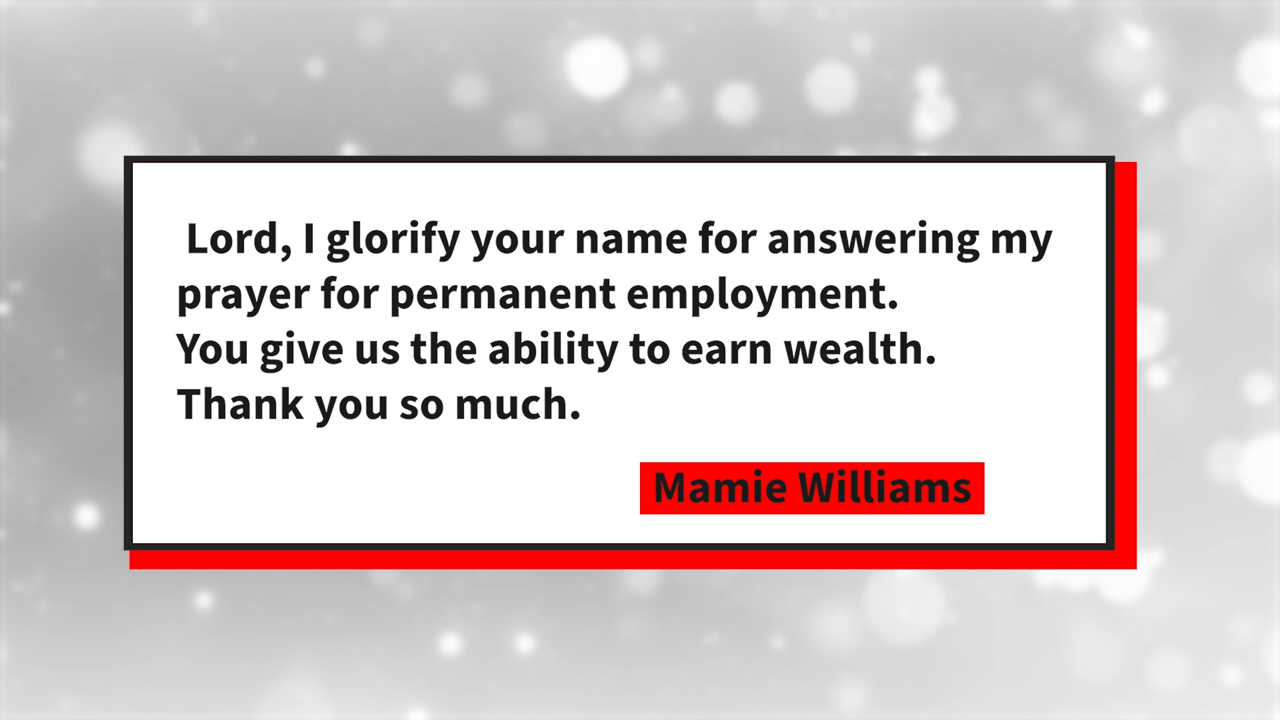 Lord, I glorify your name for answering my
prayer for permanent employment.
You give us the ability to earn wealth.
Thank you so much.
Mamie Williams